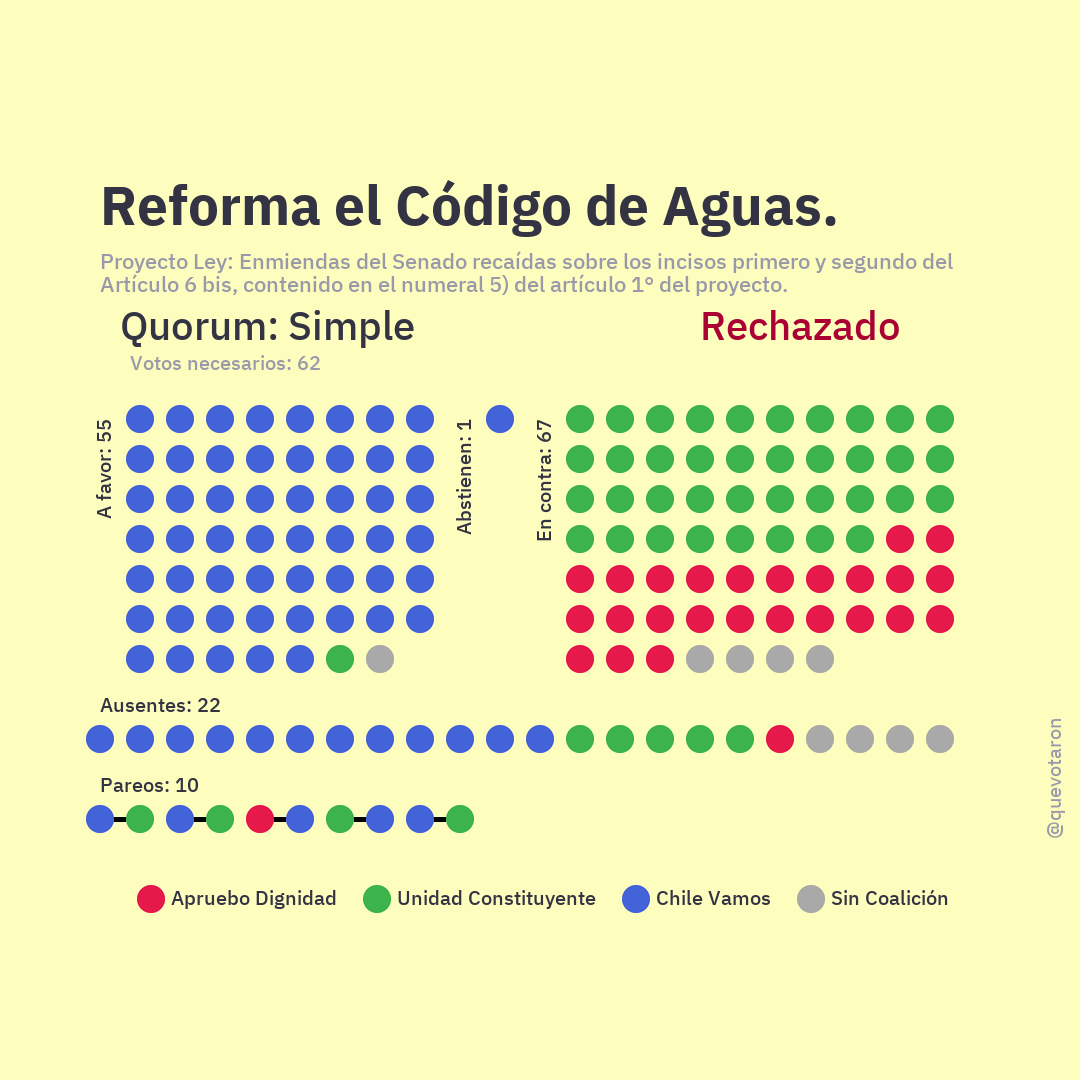 Reforma el Código de Aguas.
Proyecto Ley: Enmiendas del Senado recaídas sobre los incisos primero y segundo del
Artículo 6 bis, contenido en el numeral 5) del artículo 1° del proyecto.
Quorum: Simple
Rechazado
Votos necesarios: 62
A favor: 55
Abstienen: 1
En contra: 67
Ausentes: 22
Pareos: 10
@quevotaron
Apruebo Dignidad
Unidad Constituyente
Chile Vamos
Sin Coalición